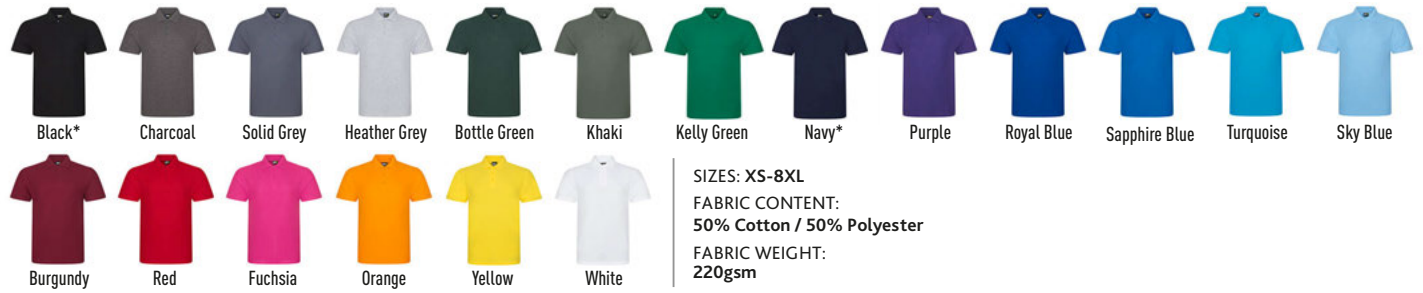 Black*
Charcoal
Solid Grey
Heather Grey
Bottle Green
Khaki
Kelly Green
Navy*
Purple
Royal Blue
Sapphire Blue
Turquoise
Sky Blue
Burgundy
Red
Fuchsia
Orange
Yellow
White
SIZES: XS-8XL
FABRIC CONTENT:
50% Cotton / 50% Polyester
FABRIC WEIGHT:
220gsm